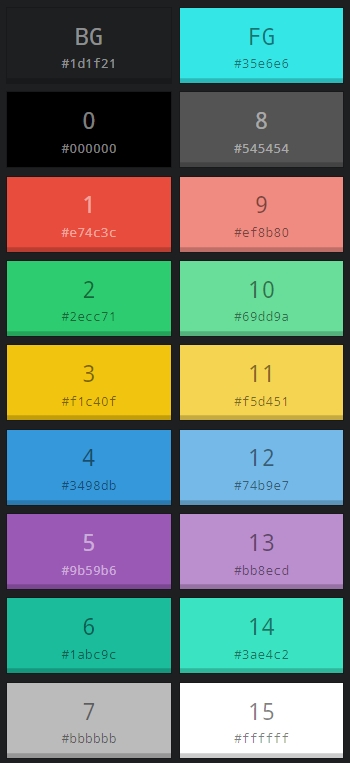 BG
#1d1f21
FG
#35e6e6
0
#000000
8
#545454
1
#e74c3c
9
#ef8b80
2
#2ecc71
10
#69dd9a
3
#f1c40f
11
#f5d451
4
#3498db
12
#74b9e7
5
#9b59b6
13
#bb8ecd
6
#1abc9c
14
#3ae4c2
7
#bbbbbb
15
#ffffff